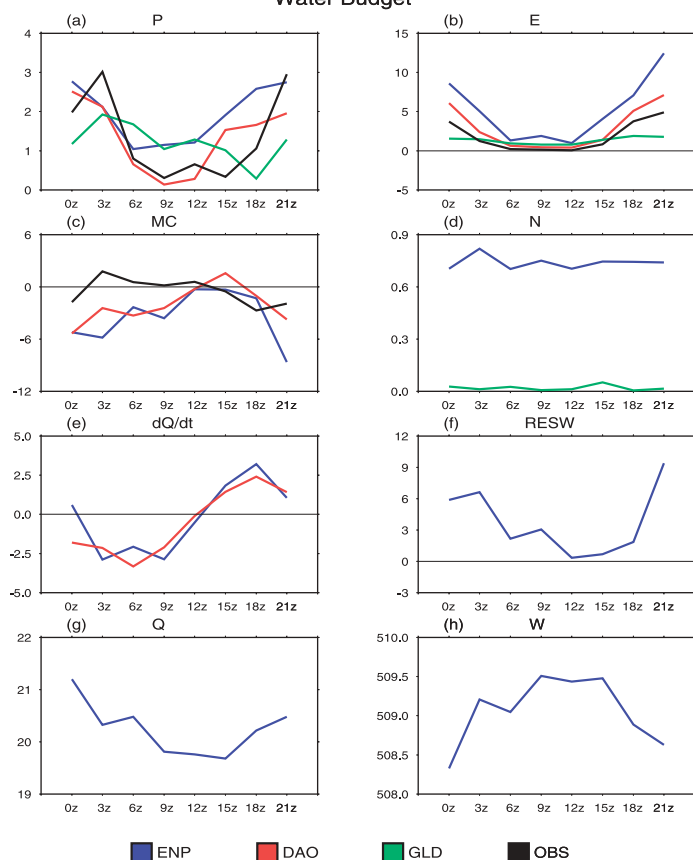 Water Budget
(a) P
(b) E
4
3
2
1
0
15
10
5
0
-5
0z 3z 6z 9z 12z 15z 18z 21z
0z 3z 6z 9z 12z 15z 18z 21z
(c) MC
(d) N
6
0
-6
-12
0.9
0.6
0.3
0.0
0z 3z 6z 9z 12z 15z 18z 21z
0z 3z 6z 9z 12z 15z 18z 21z
(e) dQ/dt
(f) RESW
5.0
2.5
0.0
-2.5
-5.0
12
9
6
3
0
-3
0z 3z 6z 9z 12z 15z 18z 21z
0z 3z 6z 9z 12z 15z 18z 21z
(g) Q
(h) W
22
21
20
19
510.0
509.5
509.0
508.5
508.0
0z 3z 6z 9z 12z 15z 18z 21z
0z 3z 6z 9z 12z 15z 18z 21z
ENP DAO GLD OBS